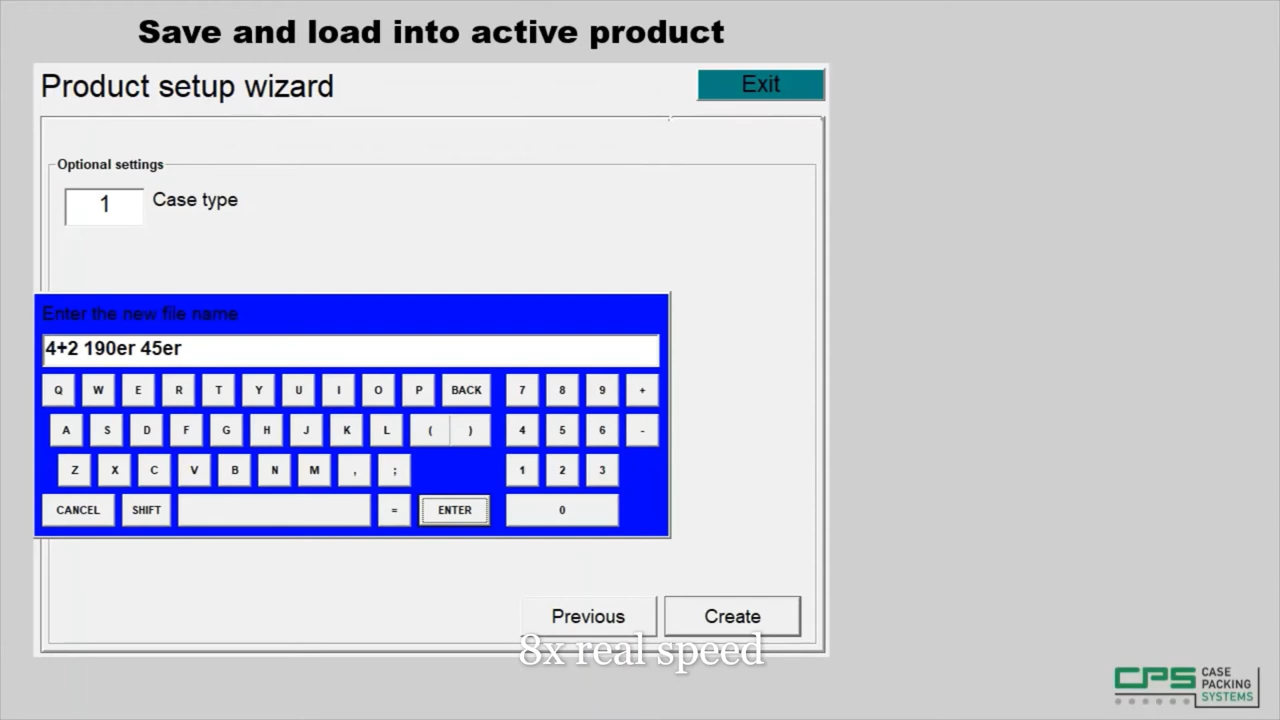 Save and load into active product
Product setup wizard
Exit
Optional settings
1 Case type
Enter the new file name
4+2 190er 45er
Q W E R T Y U I O P BACK 7 8 9 +
A S D F G H J K L ( ) 4 5 6 -
Z X C V B N M , ; 1 2 3
CANCEL SHIFT = ENTER 0
Previous Create
8x real speed
CPS CASE
PACKING
SYSTEMS